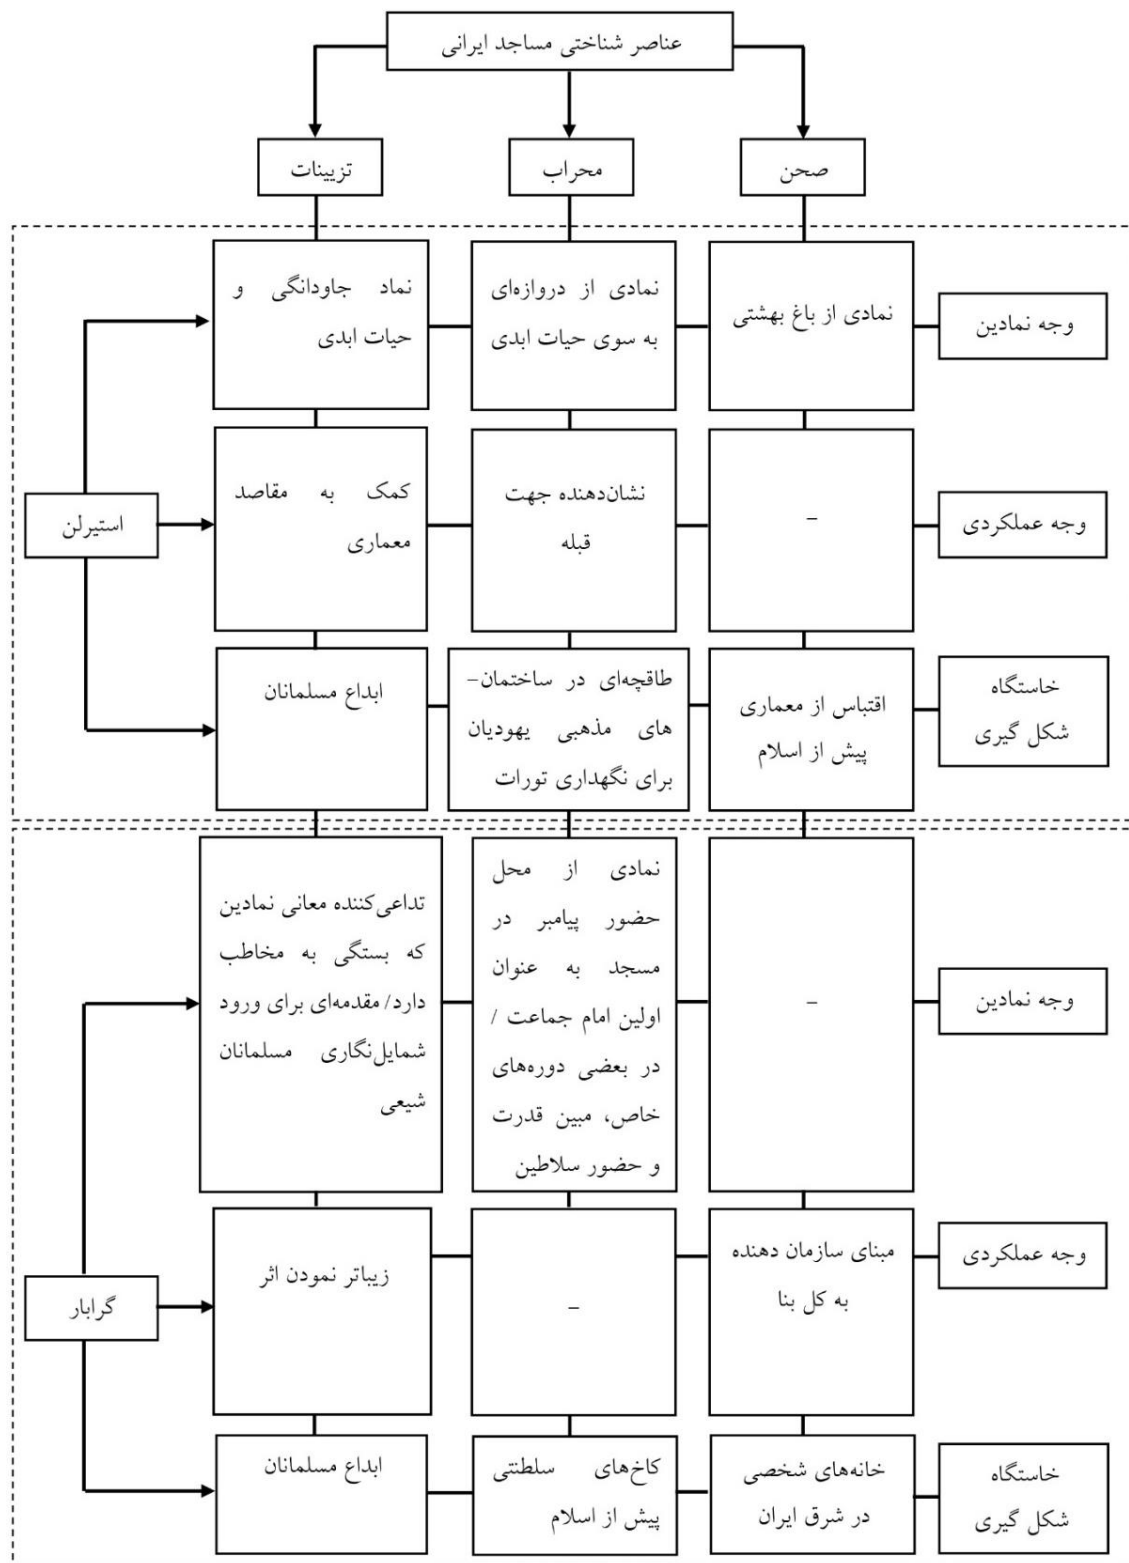 عناصر شناختی مساجد ایرانی
صحن
محراب
تزیینات
وجه نمادین
نمادی از باغ بهشتی
نمادی از دروازه‌ای
به سوی حیات ابدی
نماد جاودانگی و
حیات ابدی
استیرلن
وجه عملکردی
–
نشان‌دهنده جهت
قبله
کمک به مقاصد
معماری
خاستگاه
شکل گیری
اقتباس از معماری
پیش از اسلام
طاقچه‌ای در ساختمان–
های مذهبی یهودیان
برای نگهداری تورات
ابداع مسلمانان
وجه نمادین
–
نمادی از محل
حضور پیامبر در
مسجد به عنوان
اولین امام جماعت /
در بعضی دوره‌های
خاص، مبین قدرت
و حضور سلاطین
تداعی‌کننده معانی نمادین
که بستگی به مخاطب
دارد/ مقدمه‌ای برای ورود
شمایل‌نگاری مسلمانان
شیعی
گرابار
وجه عملکردی
مبنای سازمان دهنده
به کل بنا
–
زیباتر نمودن اثر
خاستگاه
شکل گیری
خانه‌های شخصی
در شرق ایران
کاخ‌های سلطنتی
پیش از اسلام
ابداع مسلمانان